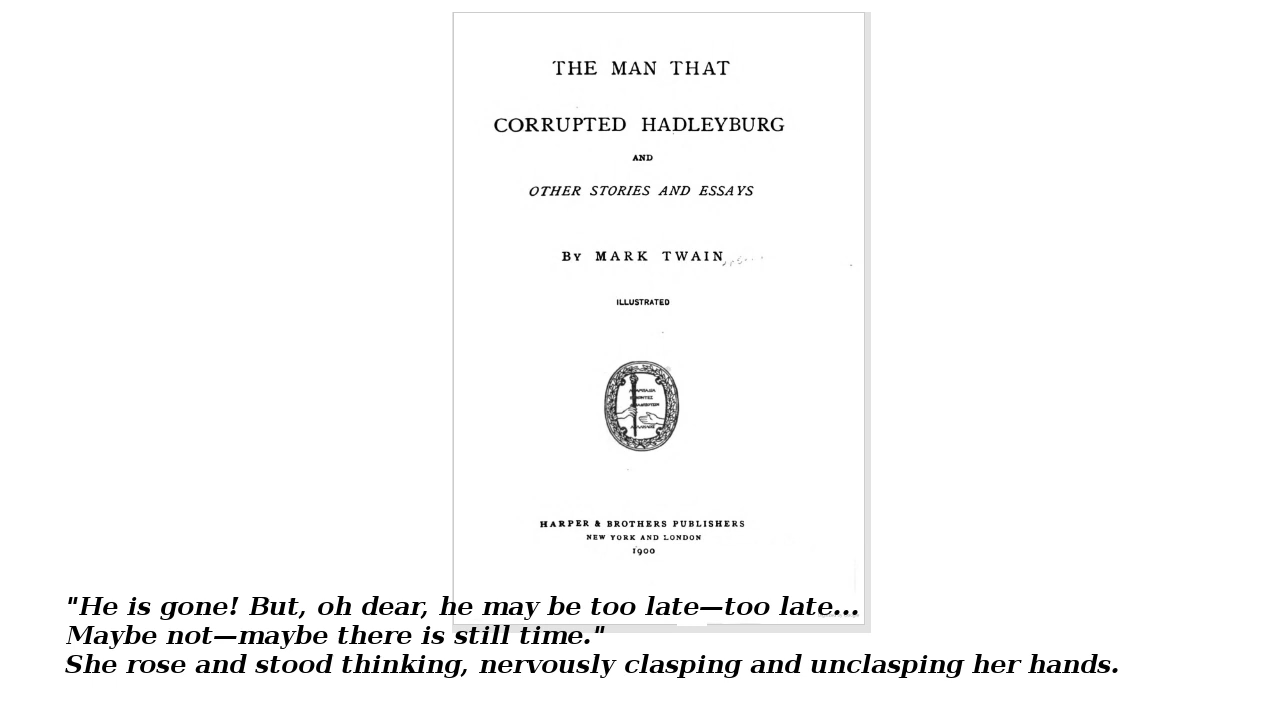 THE MAN THAT
CORRUPTED HADLEYBURG
AND
OTHER STORIES AND ESSAYS
By MARK TWAIN
ILLUSTRATED
HARPER & BROTHERS PUBLISHERS
NEW YORK AND LONDON
1900
"He is gone! But, oh dear, he may be too late—too late...
Maybe not—maybe there is still time."
She rose and stood thinking, nervously clasping and unclasping her hands.